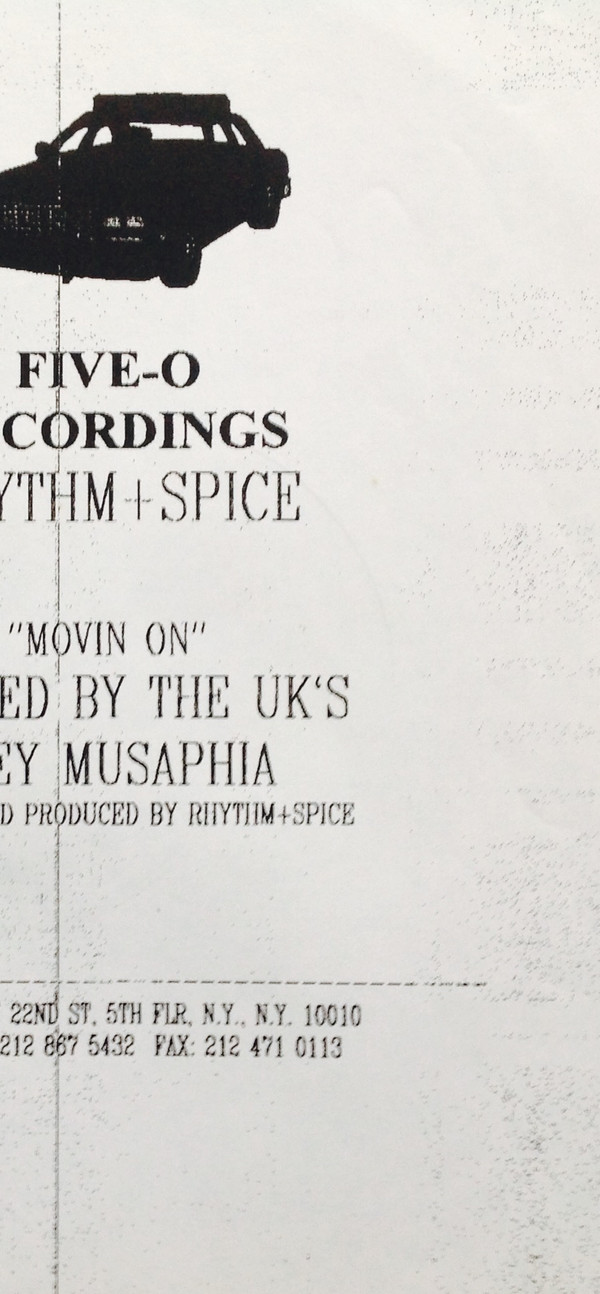 FIVE-O
CORDINGS
YTHM+SPICE
"MOVIN ON"
ED BY THE UK'S
EY MUSAPHIA
D PRODUCED BY RHYTHM+SPICE
22ND ST, 5TH FLR, N.Y., N.Y. 10010
212 867 5432 FAX: 212 471 0113